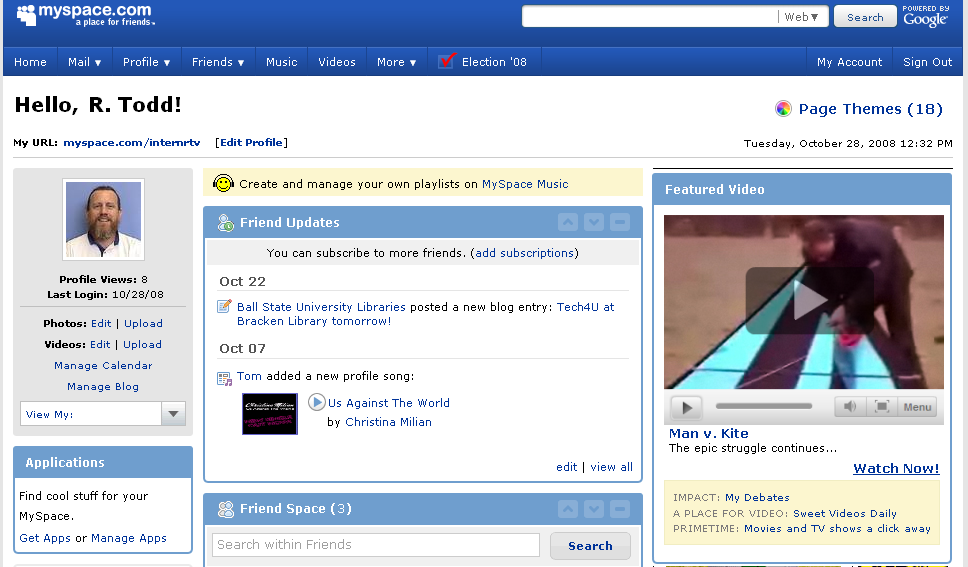 myspace.com
a place for friends.
Web▼
Search
POWERED BY
Google
Home
Mail ▼
Profile ▼
Friends ▼
Music
Videos
More ▼
Election '08
My Account
Sign Out
Hello, R. Todd!
Page Themes (18)
My URL: myspace.com/internrtv [Edit Profile]
Tuesday, October 28, 2008 12:32 PM
Profile Views: 8
Last Login: 10/28/08
Photos: Edit | Upload
Videos: Edit | Upload
Manage Calendar
Manage Blog
View My:
Applications
Find cool stuff for your
MySpace.
Get Apps or Manage Apps
Create and manage your own playlists on MySpace Music
Friend Updates
You can subscribe to more friends. (add subscriptions)
Oct 22
Ball State University Libraries posted a new blog entry: Tech4U at
Bracken Library tomorrow!
Oct 07
Tom added a new profile song:
Christina Milian
Us Against The World
by Christina Milian
edit | view all
Friend Space (3)
Search within Friends
Search
Featured Video
Menu
Man v. Kite
The epic struggle continues...
Watch Now!
IMPACT: My Debates
A PLACE FOR VIDEO: Sweet Videos Daily
PRIMETIME: Movies and TV shows a click away